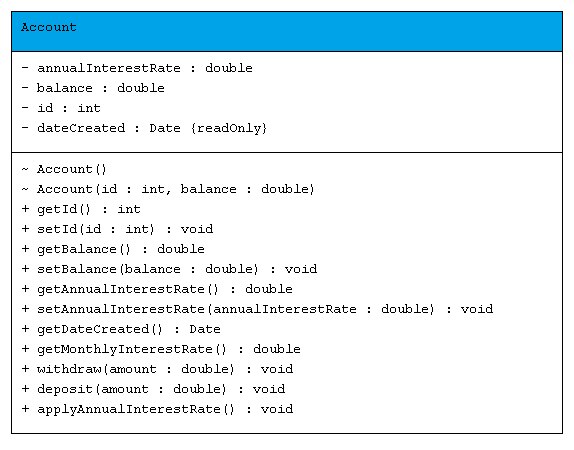 Account
- annualInterestRate : double
- balance : double
- id : int
- dateCreated : Date {readOnly}
~ Account()
~ Account(id : int, balance : double)
+ getId() : int
+ setId(id : int) : void
+ getBalance() : double
+ setBalance(balance : double) : void
+ getAnnualInterestRate() : double
+ setAnnualInterestRate(annualInterestRate : double) : void
+ getDateCreated() : Date
+ getMonthlyInterestRate() : double
+ withdraw(amount : double) : void
+ deposit(amount : double) : void
+ applyAnnualInterestRate() : void